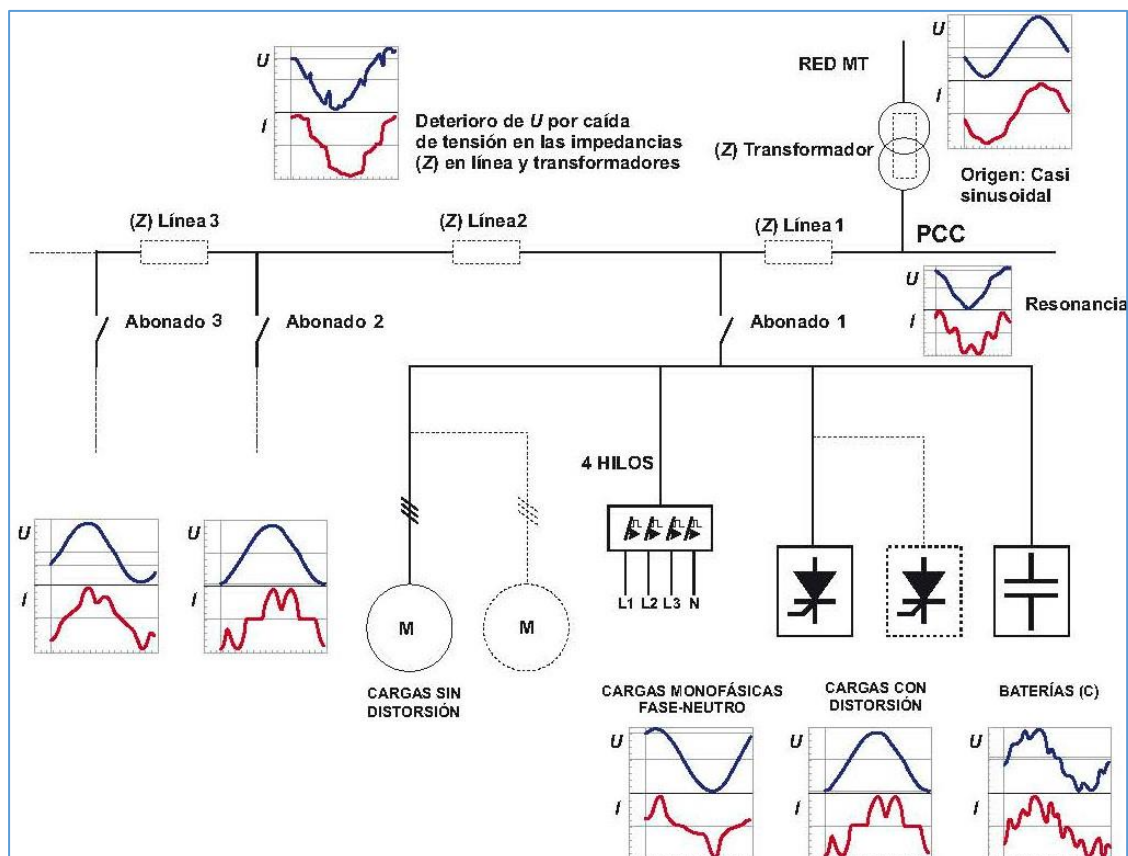 U
I
Deterioro de U por caída
de tensión en las impedancias
(Z) en línea y transformadores
RED MT
(Z) Transformador
U
I
Origen: Casi
sinusoidal
(Z) Línea 3
(Z) Línea2
(Z) Línea 1
PCC
U
I
Resonancia
Abonado 3
Abonado 2
Abonado 1
4 HILOS
L1 L2 L3 N
U
I
U
I
M
M
CARGAS SIN
DISTORSIÓN
CARGAS MONOFÁSICAS
FASE-NEUTRO
CARGAS CON
DISTORSIÓN
BATERÍAS (C)
U
I
U
I
U
I